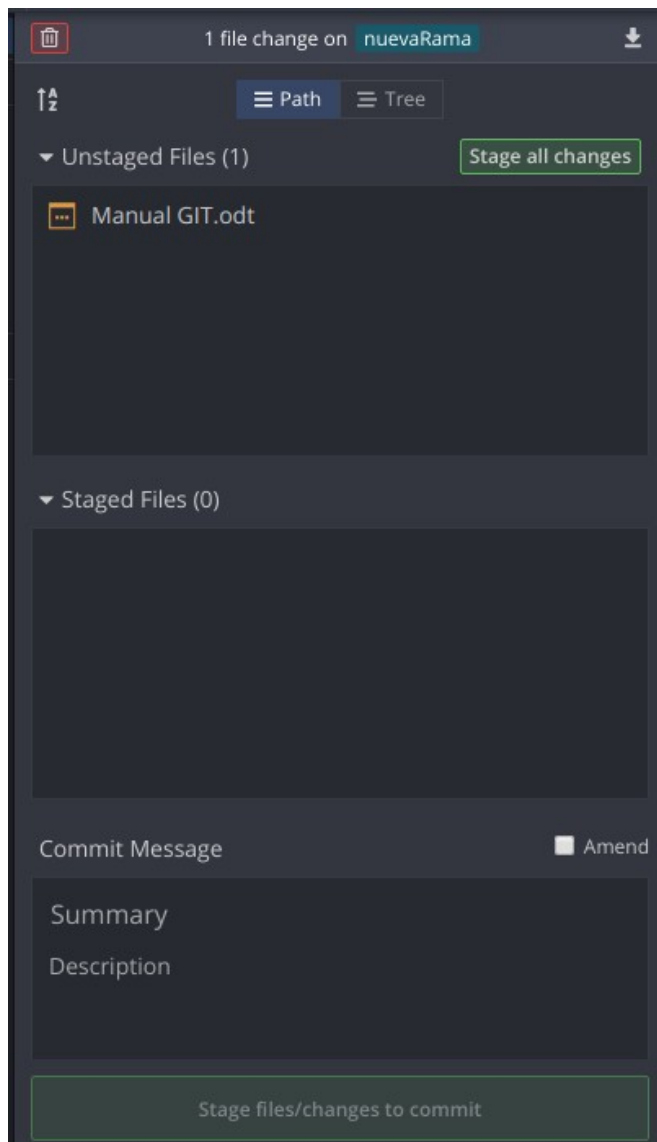 1 file change on nuevaRama
Path Tree
Unstaged Files (1) Stage all changes
Manual GIT.odt
Staged Files (0)
Commit Message Amend
Summary
Description
Stage files/changes to commit